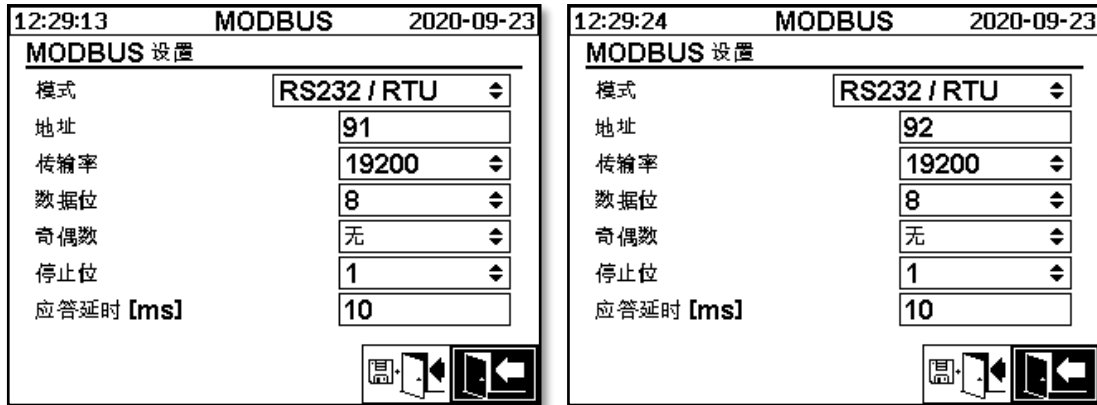 12:29:13 MODBUS 2020-09-23
MODBUS 设置
模式 RS232 / RTU
地址 91
传输率 19200
数据位 8
奇偶数 无
停止位 1
应答延时 [ms] 10
12:29:24 MODBUS 2020-09-23
MODBUS 设置
模式 RS232 / RTU
地址 92
传输率 19200
数据位 8
奇偶数 无
停止位 1
应答延时 [ms] 10